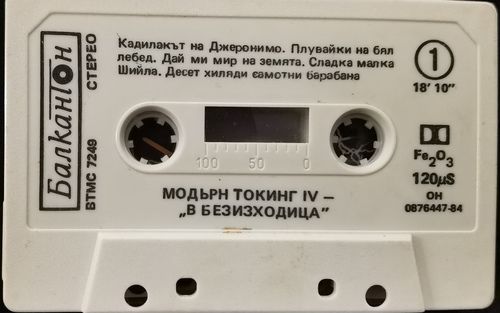 Балкантон
СТЕРЕО
ВТМС 7249
Кадилакът на Джеронимо. Плувайки на бял
лебед. Дай ми мир на земята. Сладка малка
Шийла. Десет хиляди самотни барабана
1
18' 10"
Fe₂O₃
120µS
ОН
0876447-84
100 50 0
МОДЪРН ТОКИНГ IV –
„В БЕЗИЗХОДИЦА”